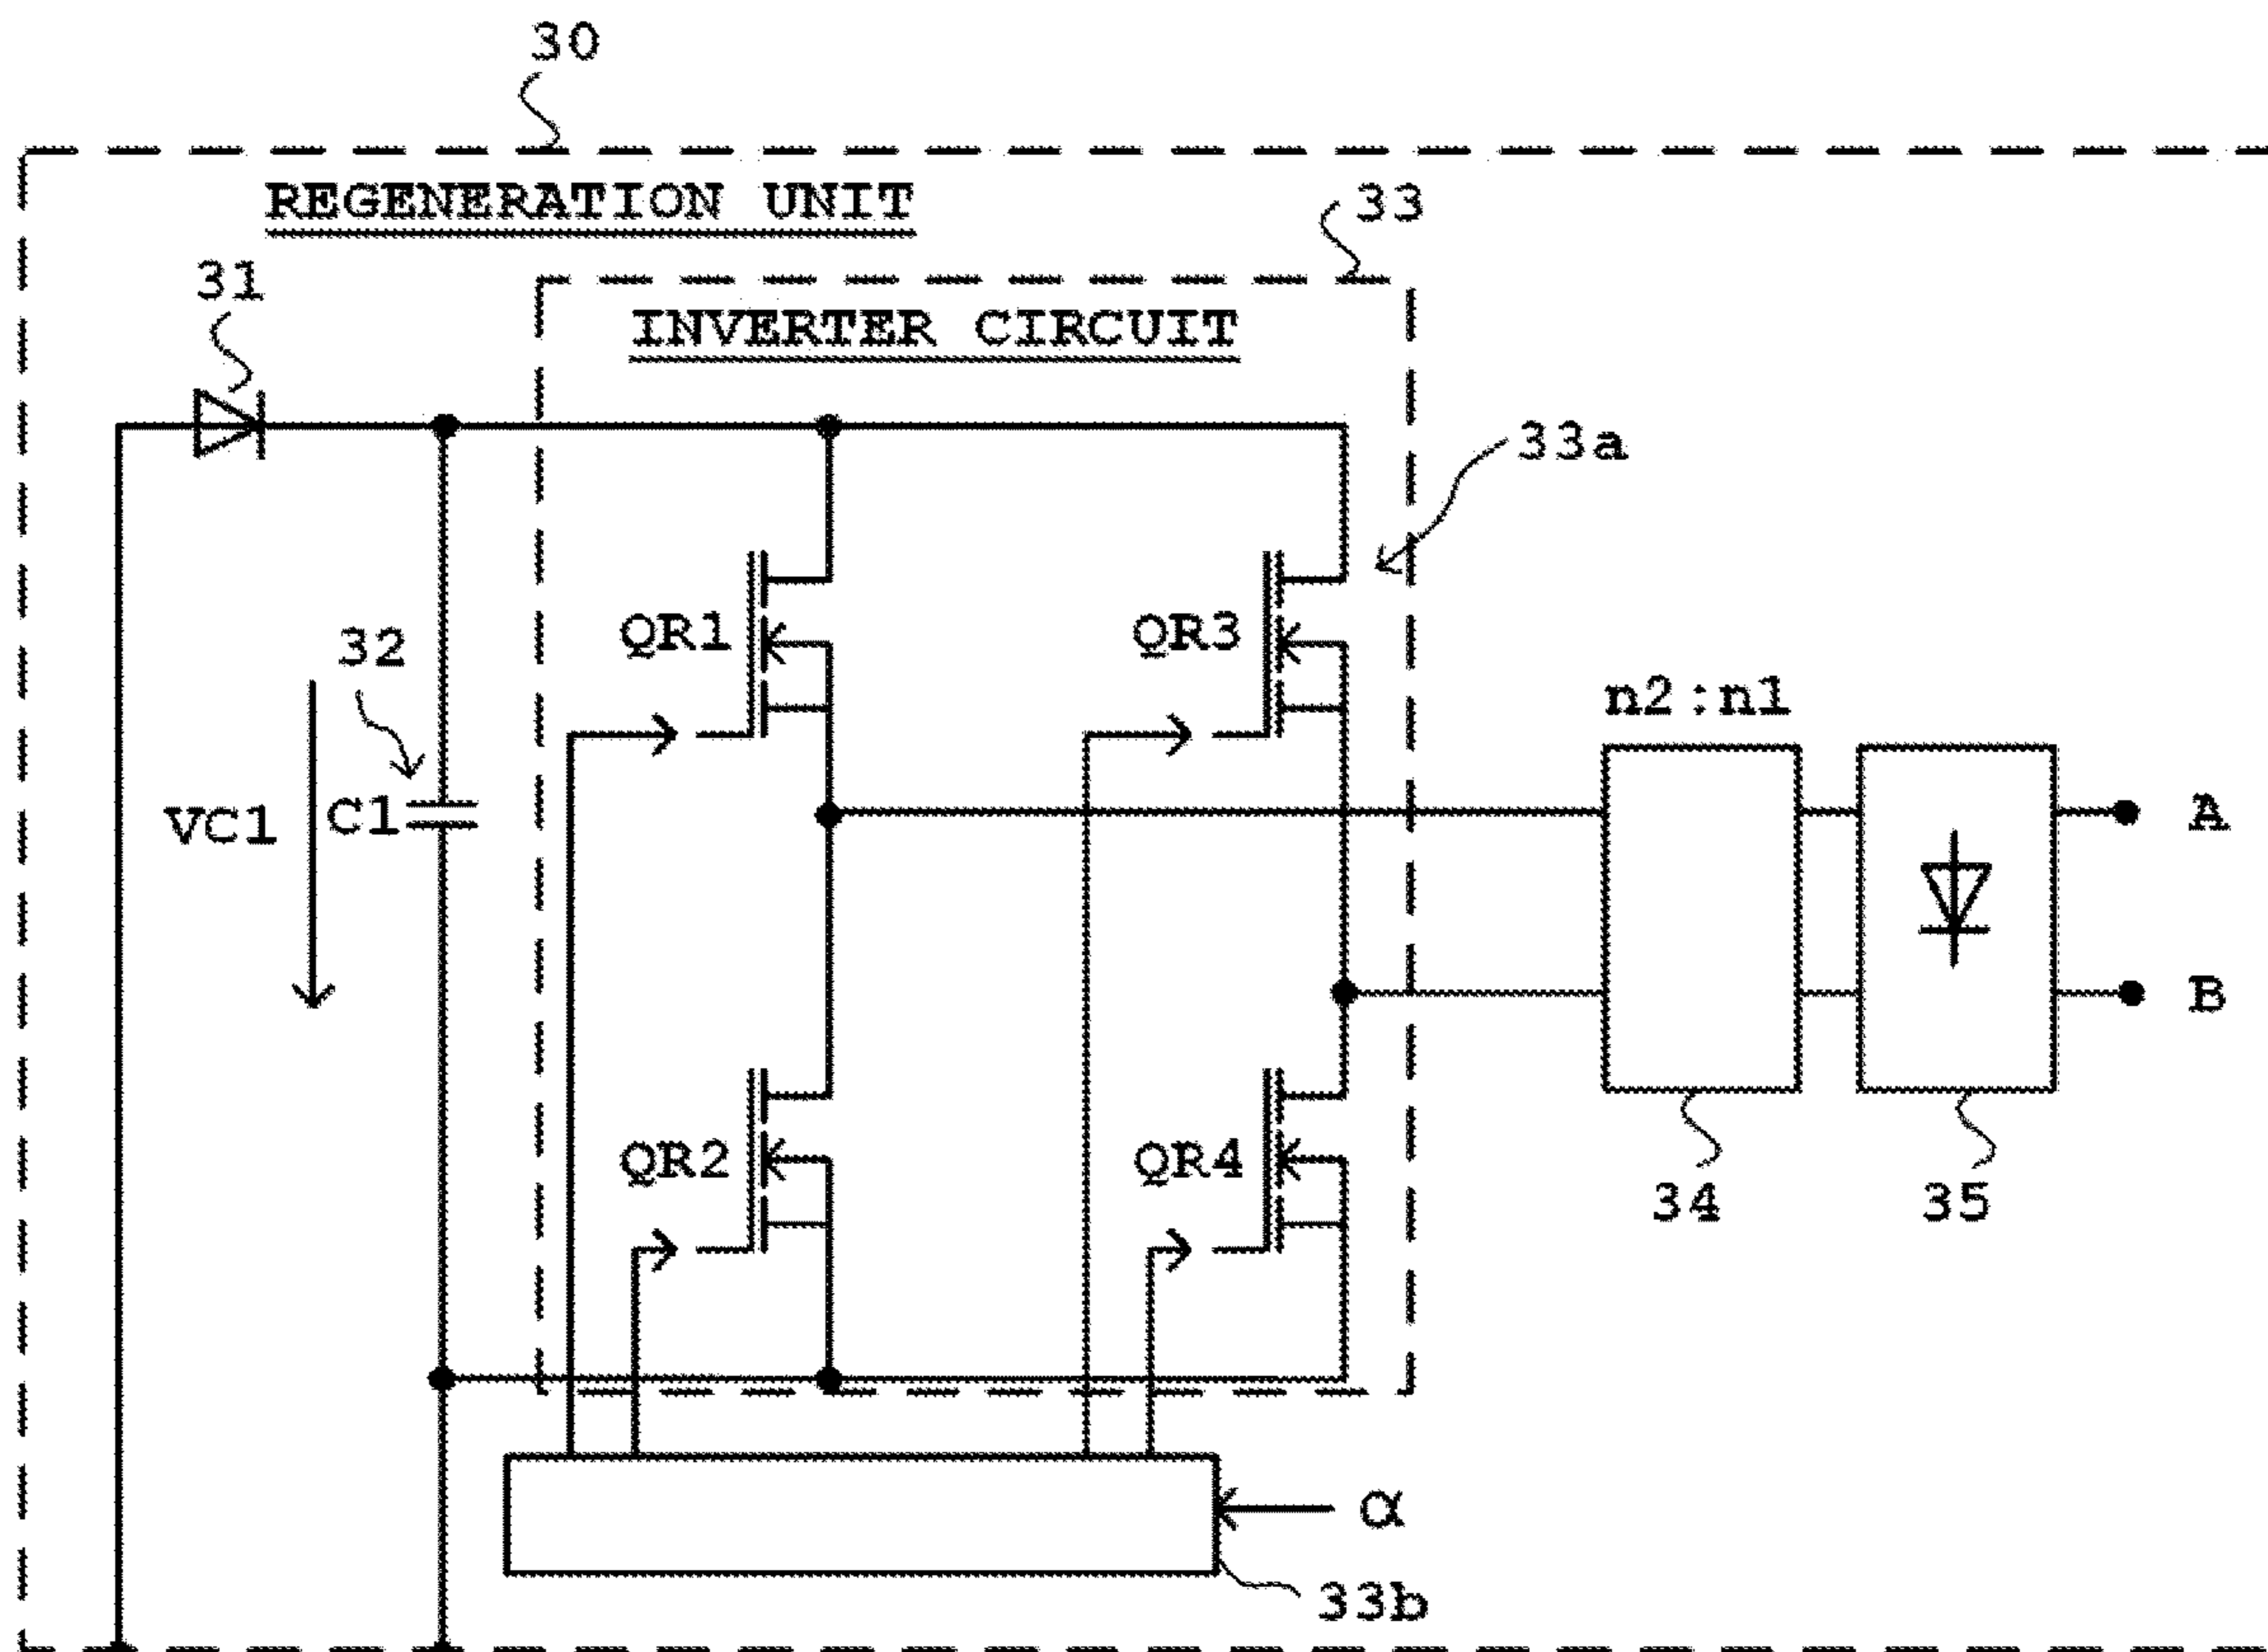 30
REGENERATION UNIT
33
31
INVERTER CIRCUIT
33a
QR1
QR3
32
n2:n1
VC1
C1
A
B
QR2
QR4
34
35
α
33b